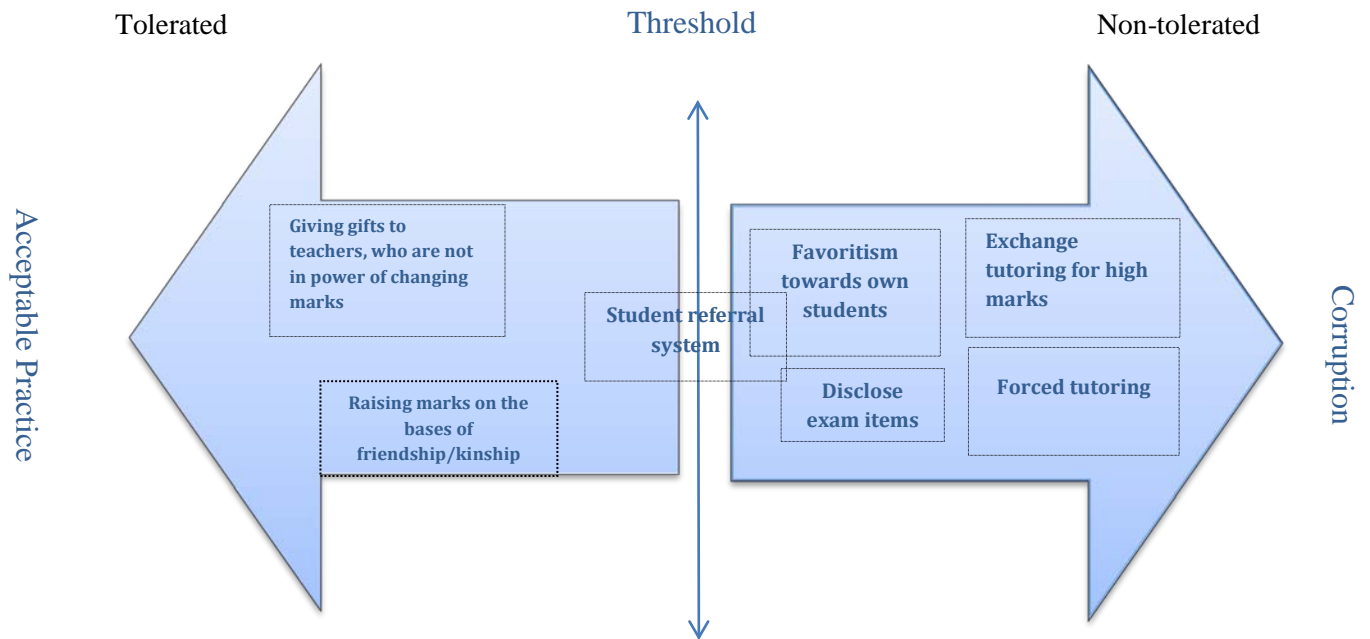 Tolerated
Threshold
Non-tolerated
Acceptable Practice
Giving gifts to
teachers, who are not
in power of changing
marks
Raising marks on the
bases of
friendship/kinship
Student referral
system
Favoritism
towards own
students
Disclose
exam items
Exchange
tutoring for high
marks
Forced tutoring
Corruption